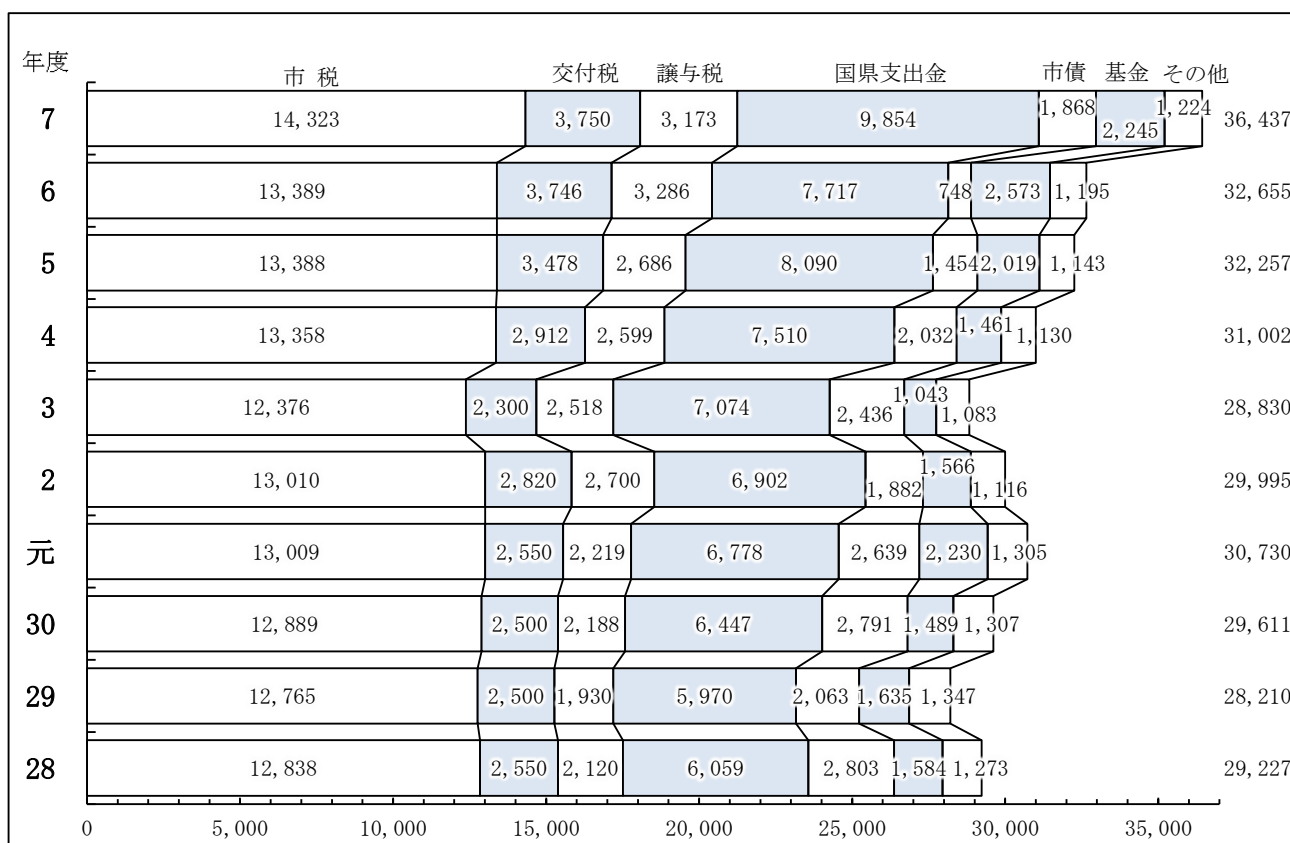 年度
市 税 交付税 譲与税 国県支出金 市債 基金 その他
7 14,323 3,750 3,173 9,854 1,868 2,245 1,224 36,437
6 13,389 3,746 3,286 7,717 748 2,573 1,195 32,655
5 13,388 3,478 2,686 8,090 1,454 2,019 1,143 32,257
4 13,358 2,912 2,599 7,510 2,032 1,461 1,130 31,002
3 12,376 2,300 2,518 7,074 2,436 1,043 1,083 28,830
2 13,010 2,820 2,700 6,902 1,882 1,566 1,116 29,995
元 13,009 2,550 2,219 6,778 2,639 2,230 1,305 30,730
30 12,889 2,500 2,188 6,447 2,791 1,489 1,307 29,611
29 12,765 2,500 1,930 5,970 2,063 1,635 1,347 28,210
28 12,838 2,550 2,120 6,059 2,803 1,584 1,273 29,227
0 5,000 10,000 15,000 20,000 25,000 30,000 35,000